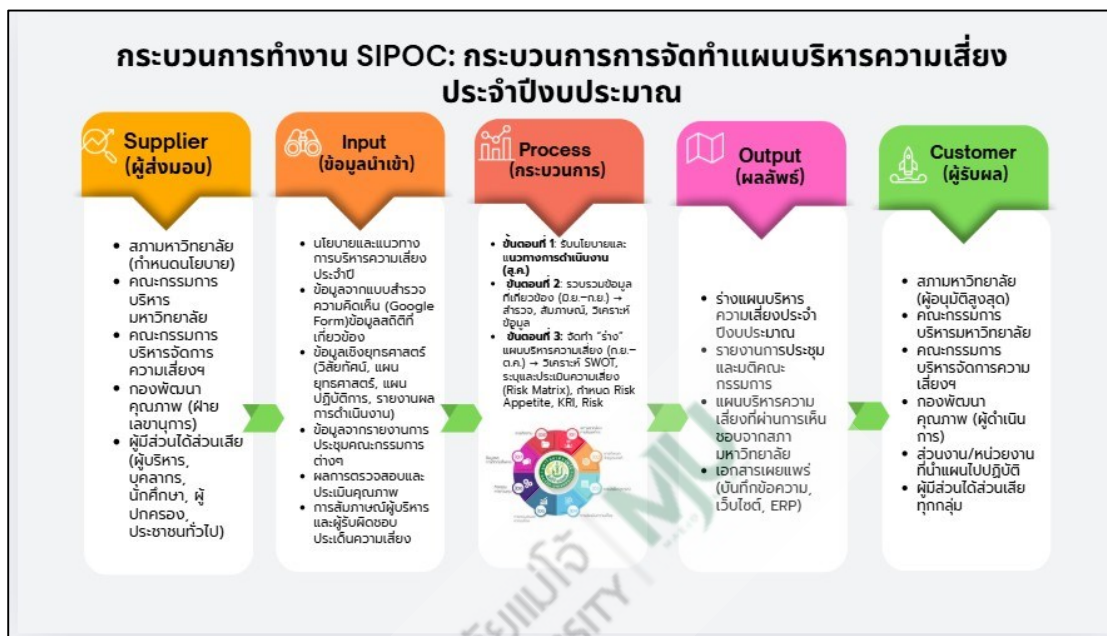 กระบวนการทำงาน SIPOC: กระบวนการการจัดทำแผนบริหารความเสี่ยง
ประจำปีงบประมาณ
Supplier
(ผู้ส่งมอบ)
• สภามหาวิทยาลัย
(กำหนดนโยบาย)
• คณะกรรมการ
บริหาร
มหาวิทยาลัย
• คณะกรรมการ
บริหารจัดการ
ความเสี่ยงฯ
• กองพัฒนา
คุณภาพ (ฝ่าย
เลขานุการ)
• ผู้มีส่วนได้ส่วนเสีย
(ผู้บริหาร,
บุคลากร,
นักศึกษา, ผู้
ปกครอง,
ประชาชนทั่วไป)
Input
(ข้อมูลนำเข้า)
• นโยบายและแนวทาง
การบริหารความเสี่ยง
ประจำปี
• ข้อมูลจากแบบสำรวจ
ความคิดเห็น (Google
Form)ข้อมูลสถิติที่
เกี่ยวข้อง
• ข้อมูลเชิงยุทธศาสตร์
(วิสัยทัศน์, แผน
ยุทธศาสตร์, แผน
ปฏิบัติการ, รายงานผล
การดำเนินงาน)
• ข้อมูลจากรายงานการ
ประชุมคณะกรรมการ
ต่างๆ
• ผลการตรวจสอบและ
ประเมินคุณภาพ
• การสัมภาษณ์ผู้บริหาร
และผู้รับผิดชอบ
ประเด็นความเสี่ยง
Process
(กระบวนการ)
• ขั้นตอนที่ 1: รับนโยบายและ
แนวทางการดำเนินงาน
(ส.ค.)
• ขั้นตอนที่ 2: รวบรวมข้อมูล
ที่เกี่ยวข้อง (มิ.ย.–ก.ย.) →
สำรวจ, สัมภาษณ์, วิเคราะห์
ข้อมูล
• ขั้นตอนที่ 3: จัดทำ “ร่าง”
แผนบริหารความเสี่ยง (ก.ย.–
ต.ค.) → วิเคราะห์ SWOT,
ระบุและประเมินความเสี่ยง
(Risk Matrix), กำหนด Risk
Appetite, KRI, Risk
Output
(ผลลัพธ์)
• ร่างแผนบริหาร
ความเสี่ยงประจำ
ปีงบประมาณ
• รายงานการประชุม
และมติคณะ
กรรมการ
• แผนบริหารความ
เสี่ยงที่ผ่านการเห็น
ชอบจากสภา
มหาวิทยาลัย
• เอกสารเผยแพร่
(บันทึกข้อความ,
เว็บไซต์, ERP)
Customer
(ผู้รับผล)
• สภามหาวิทยาลัย
(ผู้อนุมัติสูงสุด)
• คณะกรรมการ
บริหารมหาวิทยาลัย
• คณะกรรมการ
บริหารจัดการความ
เสี่ยงฯ
• กองพัฒนา
คุณภาพ (ผู้ดำเนิน
การ)
• ส่วนงาน/หน่วยงาน
ที่นำแผนไปปฏิบัติ
• ผู้มีส่วนได้ส่วนเสีย
ทุกกลุ่ม
MJU